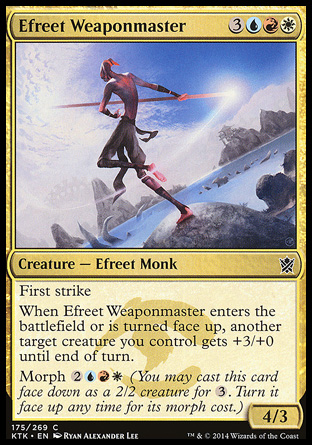 Efreet Weaponmaster 3
Creature — Efreet Monk
First strike
When Efreet Weaponmaster enters the
battlefield or is turned face up, another
target creature you control gets +3/+0
until end of turn.
Morph 2 (You may cast this card
face down as a 2/2 creature for 3. Turn it
face up any time for its morph cost.)
4/3
175/269 C
KTK • EN Ryan Alexander Lee
™ & © 2014 Wizards of the Coast